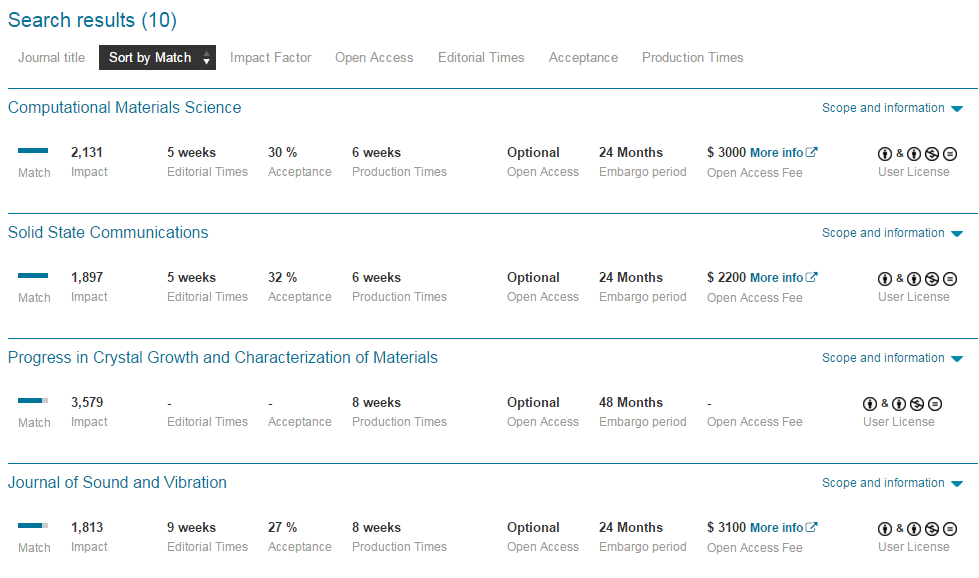 Search results (10)
Journal title Sort by Match Impact Factor Open Access Editorial Times Acceptance Production Times
Computational Materials Science Scope and information
2,131 5 weeks 30 % 6 weeks Optional 24 Months $ 3000 More info &
Match Impact Editorial Times Acceptance Production Times Open Access Embargo period Open Access Fee User License
Solid State Communications Scope and information
1,897 5 weeks 32 % 6 weeks Optional 24 Months $ 2200 More info &
Match Impact Editorial Times Acceptance Production Times Open Access Embargo period Open Access Fee User License
Progress in Crystal Growth and Characterization of Materials Scope and information
3,579 - - 8 weeks Optional 48 Months - &
Match Impact Editorial Times Acceptance Production Times Open Access Embargo period Open Access Fee User License
Journal of Sound and Vibration Scope and information
1,813 9 weeks 27 % 8 weeks Optional 24 Months $ 3100 More info &
Match Impact Editorial Times Acceptance Production Times Open Access Embargo period Open Access Fee User License